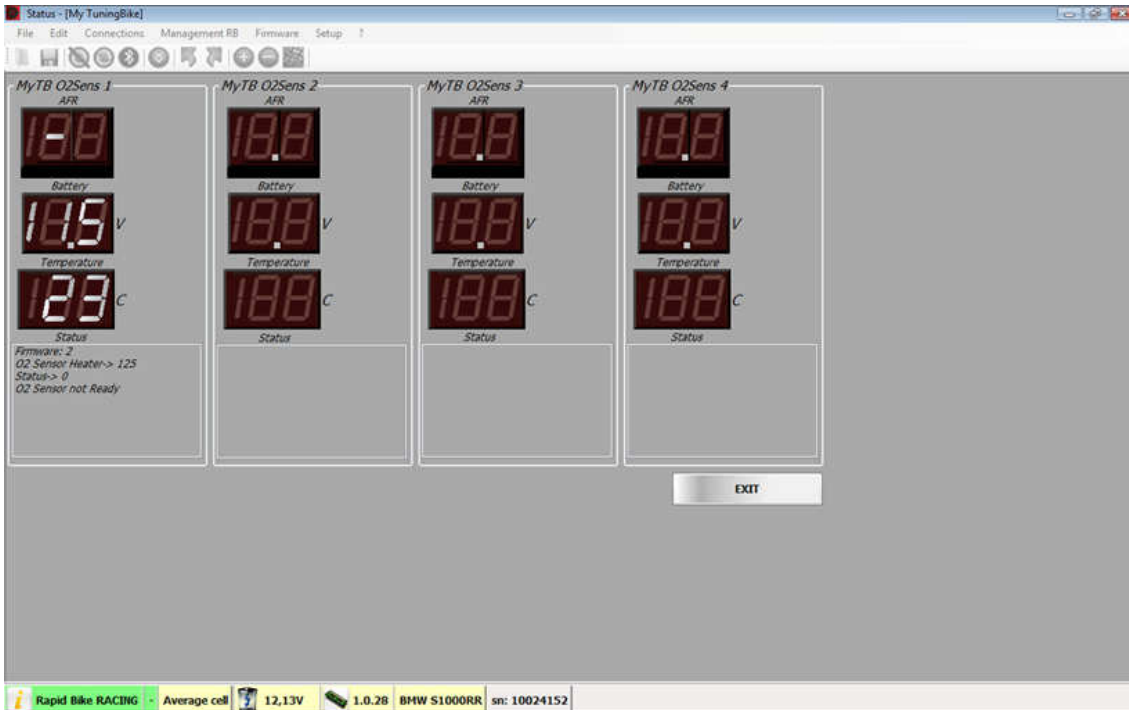 Status - [My TuningBike]
File Edit Connections Management RB Firmware Setup ?
MyTB O2Sens 1 MyTB O2Sens 2 MyTB O2Sens 3 MyTB O2Sens 4
AFR AFR AFR AFR
-
Battery Battery Battery Battery
11.5 V V V V
Temperature Temperature Temperature Temperature
23 C C C C
Status Status Status Status
Firmware: 2
O2 Sensor Heater-> 125
Status-> 0
O2 Sensor not Ready
EXIT
i Rapid Bike RACING - Average cell 12,13V 1.0.28 BMW S1000RR sn: 10024152